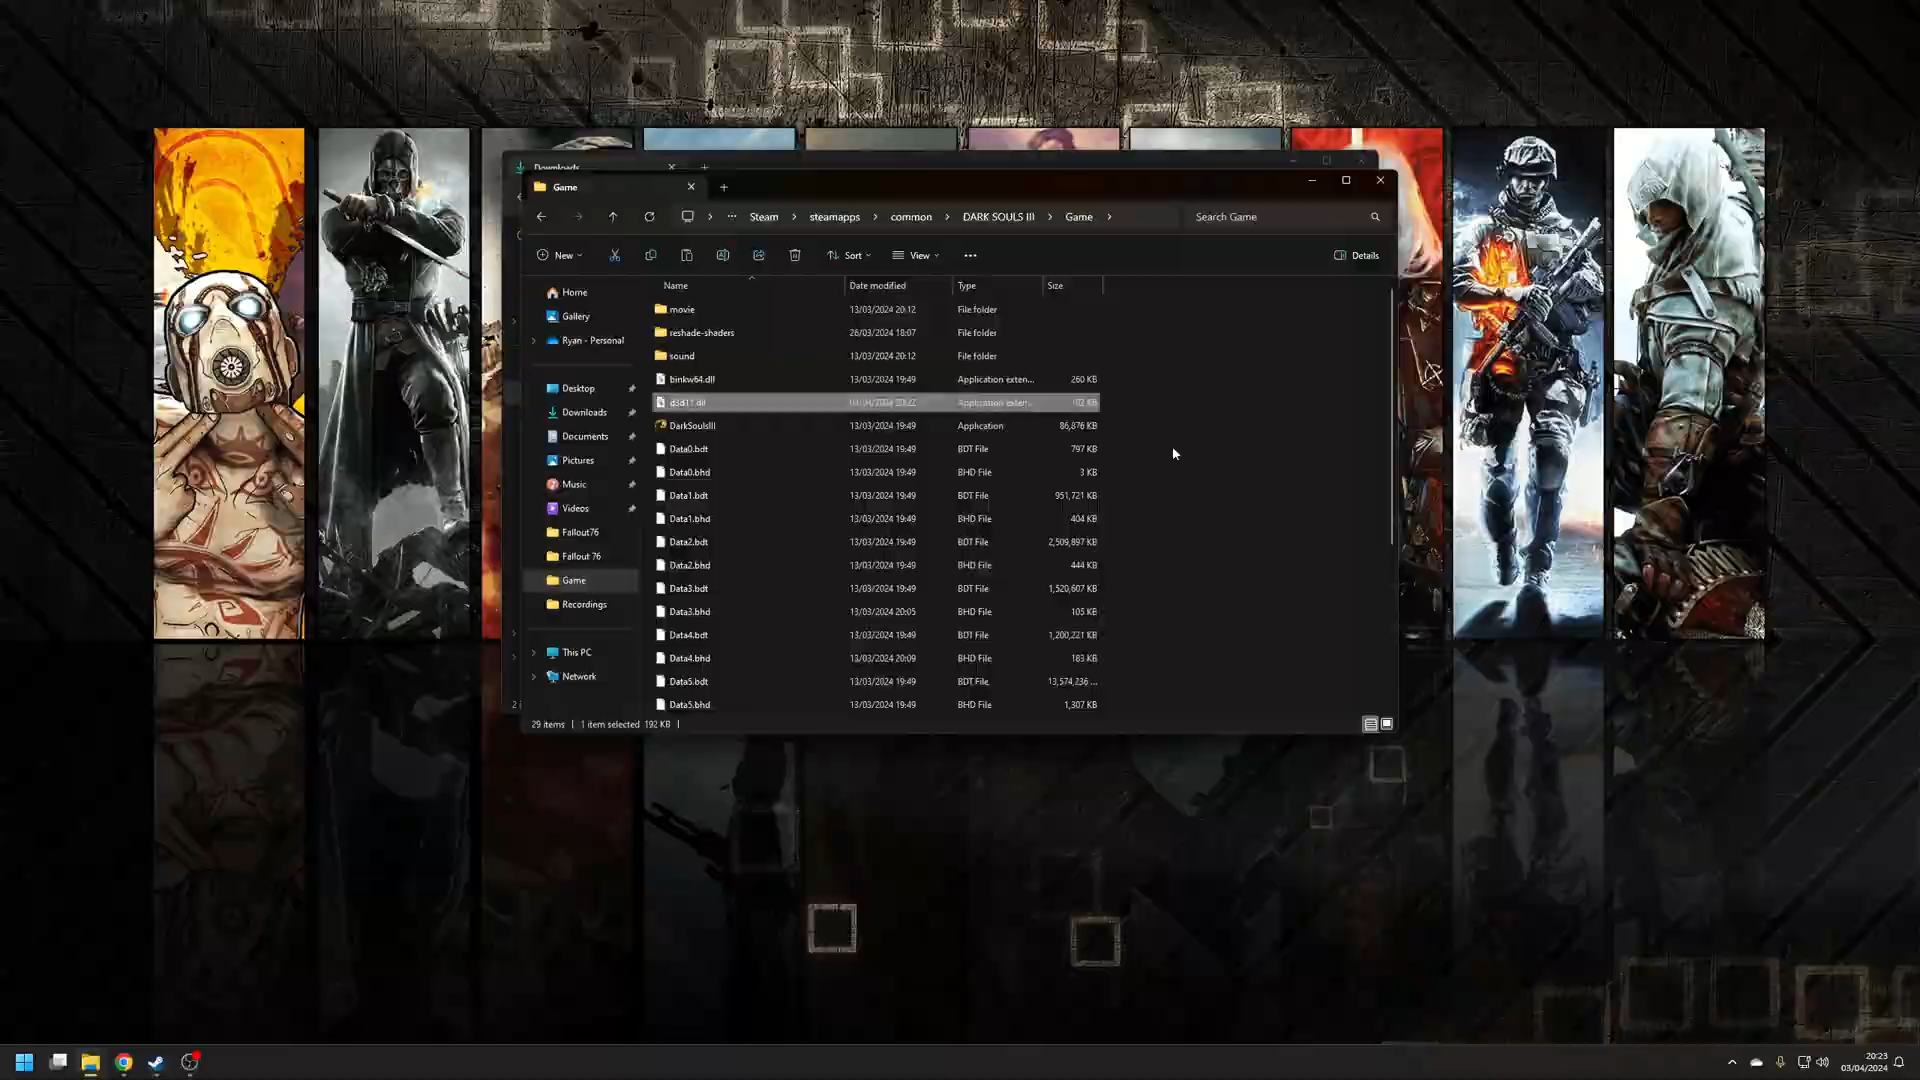 Downloads
Game
Steam steamapps common DARK SOULS III Game
Search Game
New Sort View Details
Name Date modified Type Size
Home
Gallery
Ryan - Personal
Desktop
Downloads
Documents
Pictures
Music
Videos
Fallout76
Fallout 76
Game
Recordings
This PC
Network
movie 13/03/2024 20:12 File folder
reshade-shaders 26/03/2024 18:07 File folder
sound 13/03/2024 20:12 File folder
binkw64.dll 13/03/2024 19:49 Application exten... 260 KB
d3d11.dll Application exten... 192 KB
DarkSoulsIII 13/03/2024 19:49 Application 86,876 KB
Data0.bdt 13/03/2024 19:49 BDT File 797 KB
Data0.bhd 13/03/2024 19:49 BHD File 3 KB
Data1.bdt 13/03/2024 19:49 BDT File 951,721 KB
Data1.bhd 13/03/2024 19:49 BHD File 404 KB
Data2.bdt 13/03/2024 19:49 BDT File 2,509,897 KB
Data2.bhd 13/03/2024 19:49 BHD File 444 KB
Data3.bdt 13/03/2024 19:49 BDT File 1,520,607 KB
Data3.bhd 13/03/2024 20:05 BHD File 105 KB
Data4.bdt 13/03/2024 19:49 BDT File 1,200,221 KB
Data4.bhd 13/03/2024 20:09 BHD File 183 KB
Data5.bdt 13/03/2024 19:49 BDT File 13,574,236 ...
Data5.bhd 13/03/2024 19:49 BHD File 1,307 KB
29 items 1 item selected 192 KB
20:23
03/04/2024